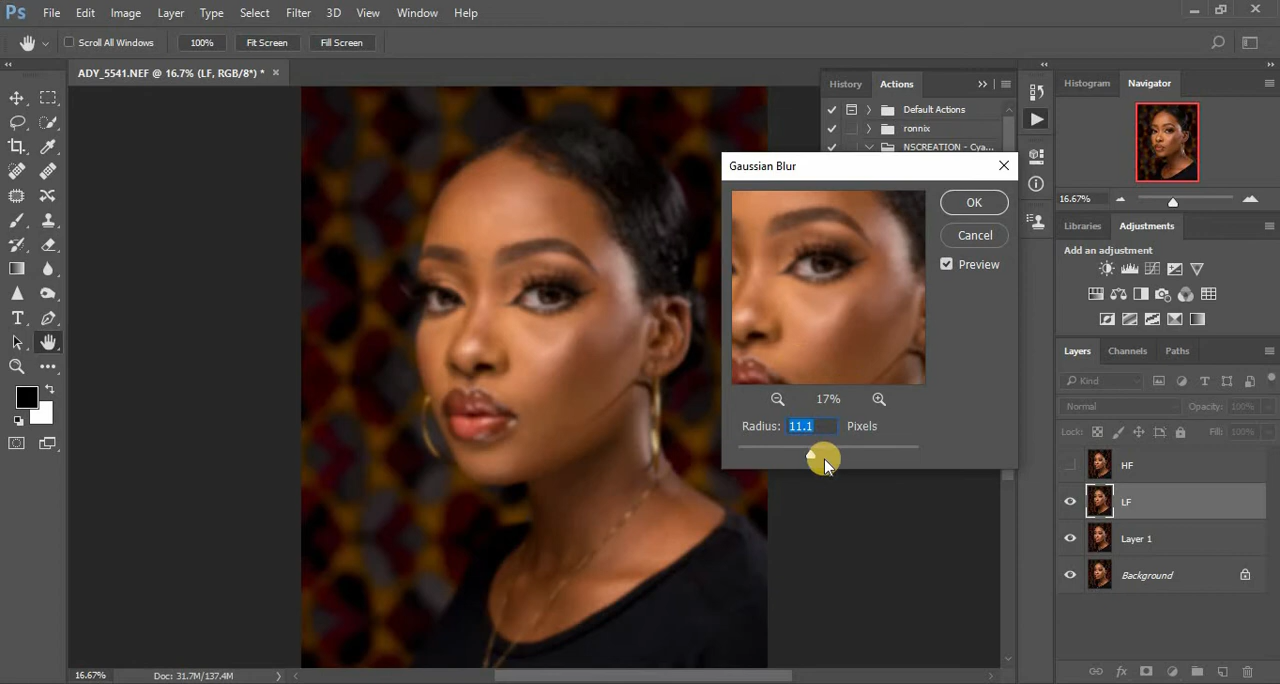 Ps File Edit Image Layer Type Select Filter 3D View Window Help
Scroll All Windows 100% Fit Screen Fill Screen
ADY_5541.NEF @ 16.7% (LF, RGB/8*) * ×
History Actions
Default Actions
ronnix
NSCREATION - Cya...
Gaussian Blur
OK
Cancel
Preview
17%
Radius: 11.1 Pixels
Histogram Navigator
16.67%
Libraries Adjustments
Add an adjustment
Layers Channels Paths
Kind
Normal Opacity: 100%
Lock: Fill: 100%
HF
LF
Layer 1
Background
16.67% Doc: 31.7M/137.4M